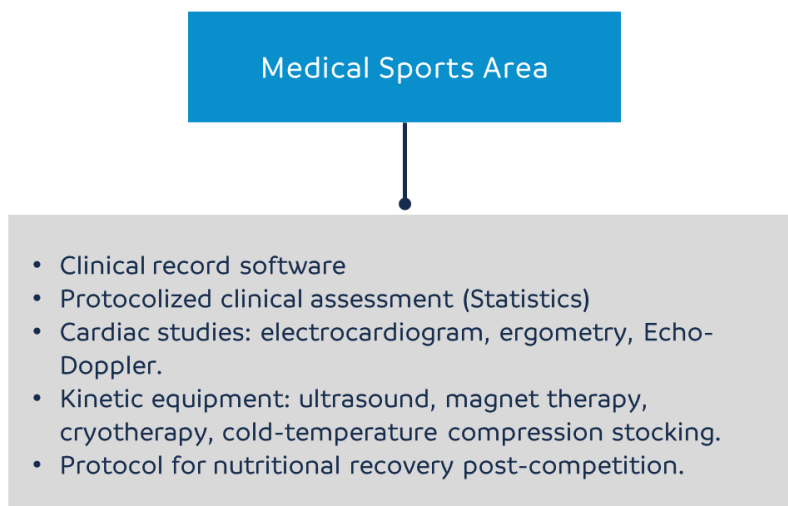 Medical Sports Area
• Clinical record software
• Protocolized clinical assessment (Statistics)
• Cardiac studies: electrocardiogram, ergometry, Echo-
Doppler.
• Kinetic equipment: ultrasound, magnet therapy,
cryotherapy, cold-temperature compression stocking.
• Protocol for nutritional recovery post-competition.